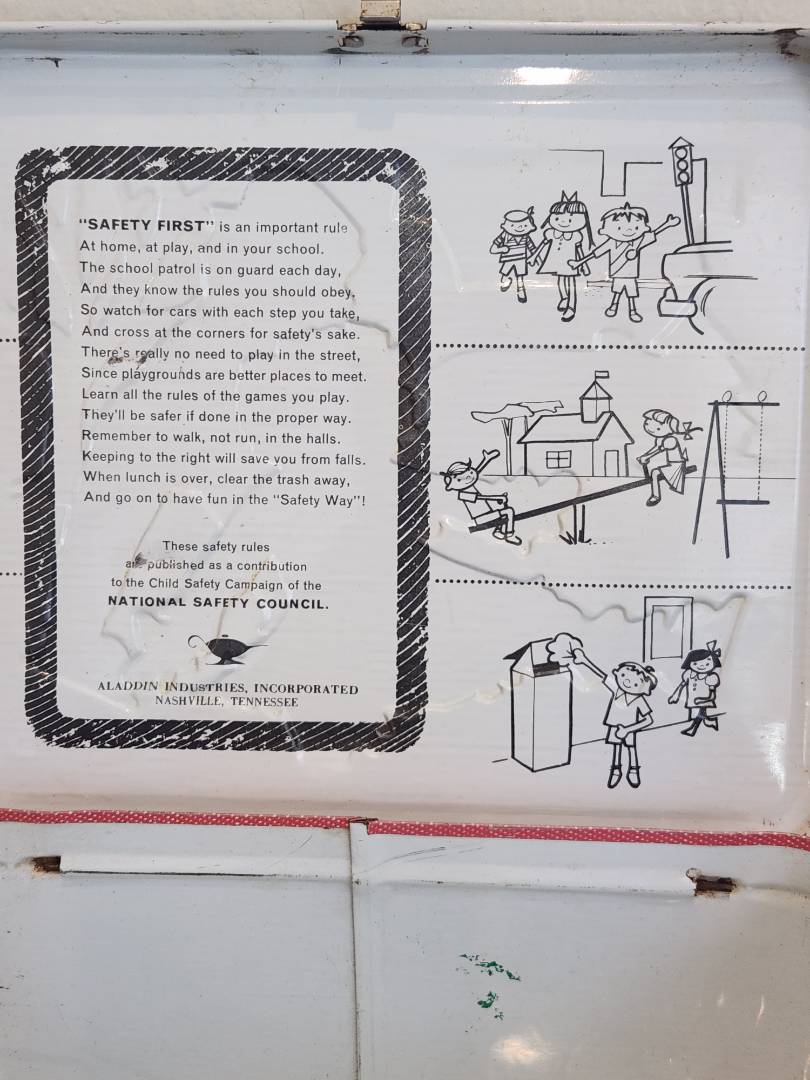 "SAFETY FIRST" is an important rule
At home, at play, and in your school.
The school patrol is on guard each day,
And they know the rules you should obey.
So watch for cars with each step you take,
And cross at the corners for safety's sake.
There's really no need to play in the street,
Since playgrounds are better places to meet.
Learn all the rules of the games you play.
They'll be safer if done in the proper way.
Remember to walk, not run, in the halls.
Keeping to the right will save you from falls.
When lunch is over, clear the trash away,
And go on to have fun in the "Safety Way"!
These safety rules
are published as a contribution
to the Child Safety Campaign of the
NATIONAL SAFETY COUNCIL.
ALADDIN INDUSTRIES, INCORPORATED
NASHVILLE, TENNESSEE